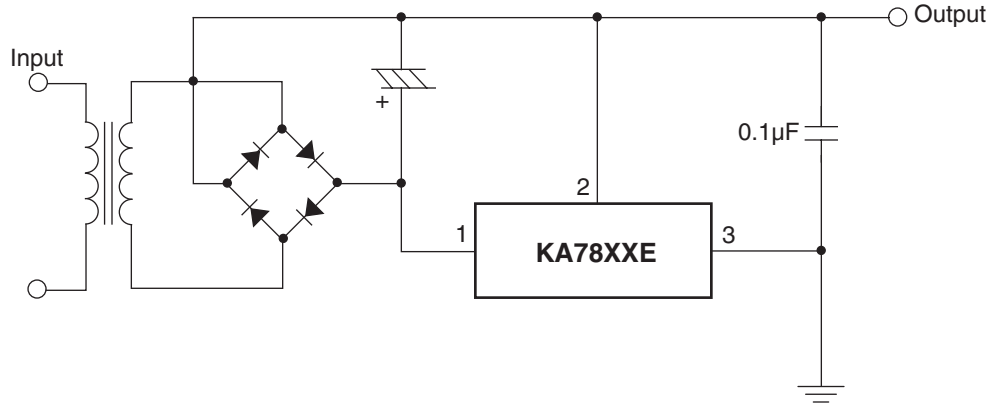 Output
Input
+
0.1µF
2
1
KA78XXE
3